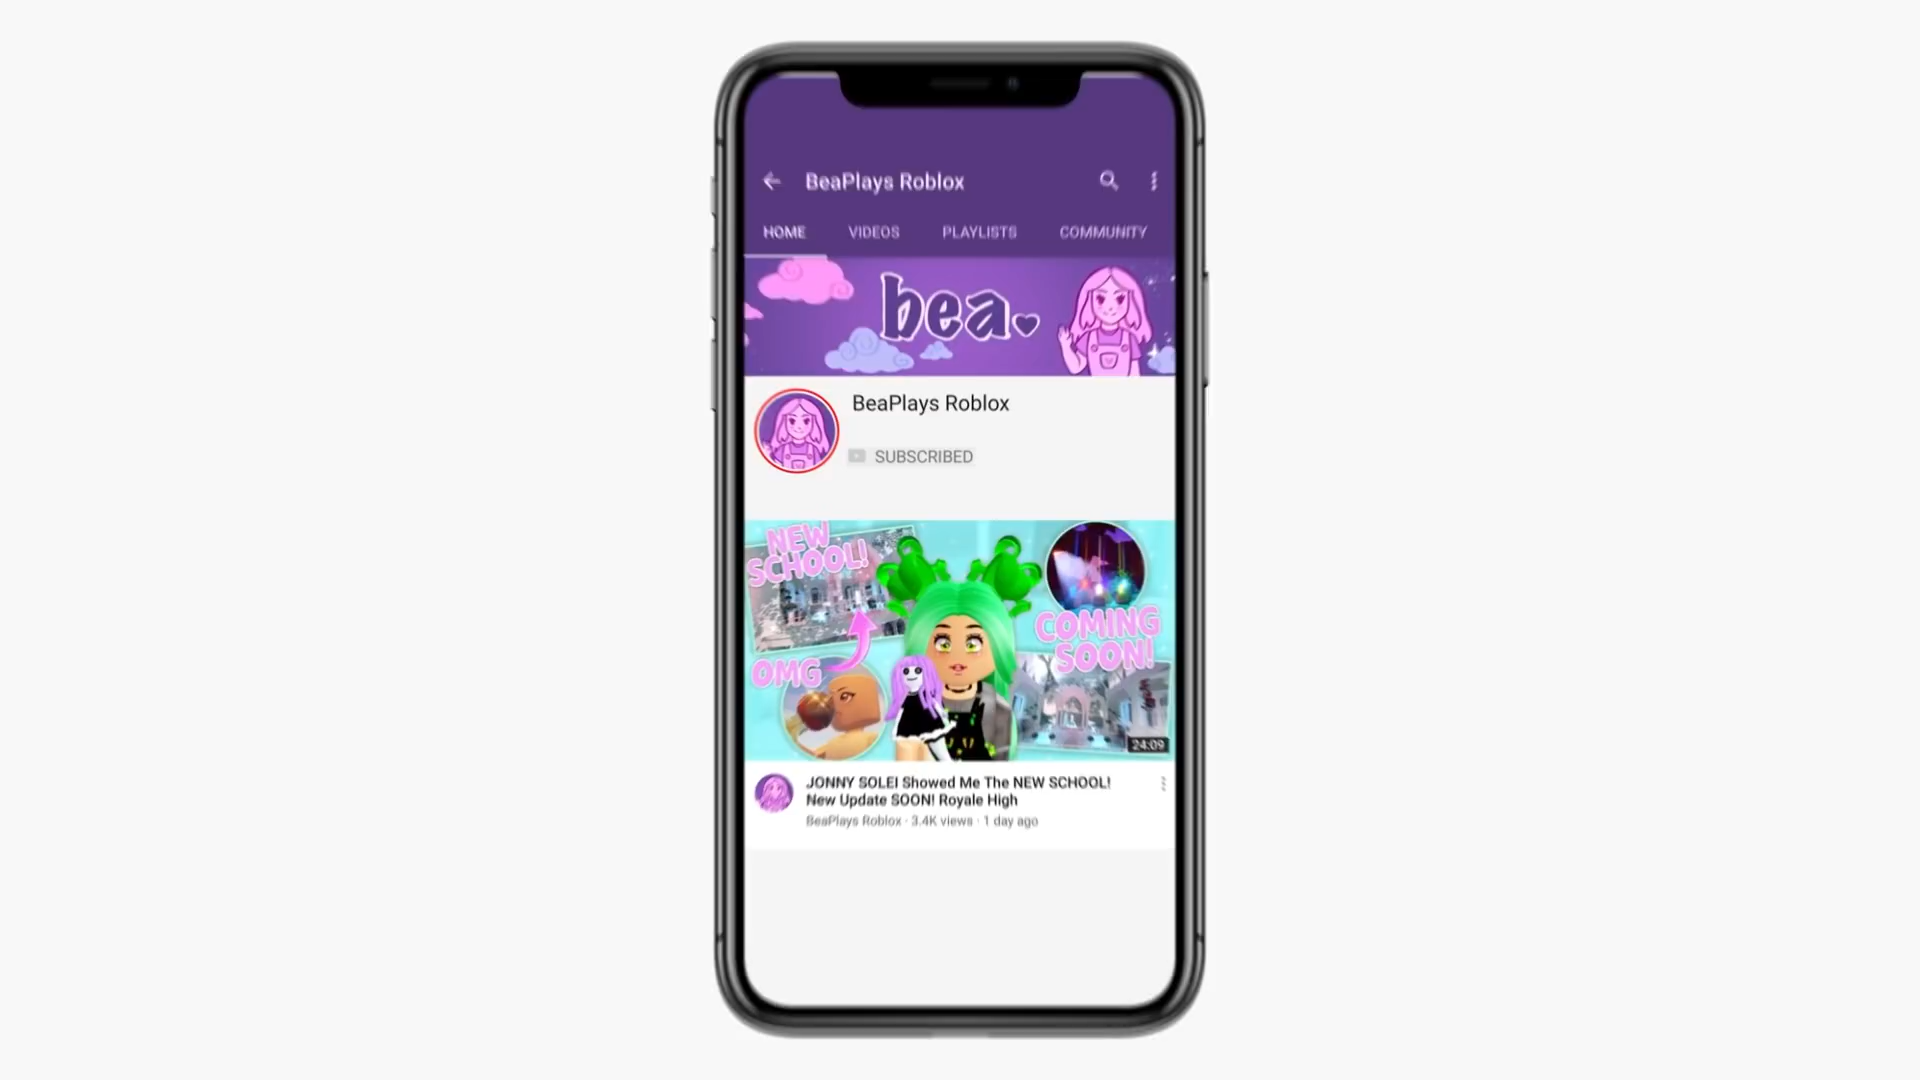 BeaPlays Roblox
HOME VIDEOS PLAYLISTS COMMUNITY
bea
BeaPlays Roblox
SUBSCRIBED
NEW
SCHOOL!
COMING
SOON!
OMG
24:09
JONNY SOLEI Showed Me The NEW SCHOOL!
New Update SOON! Royale High
BeaPlays Roblox · 3.4K views · 1 day ago